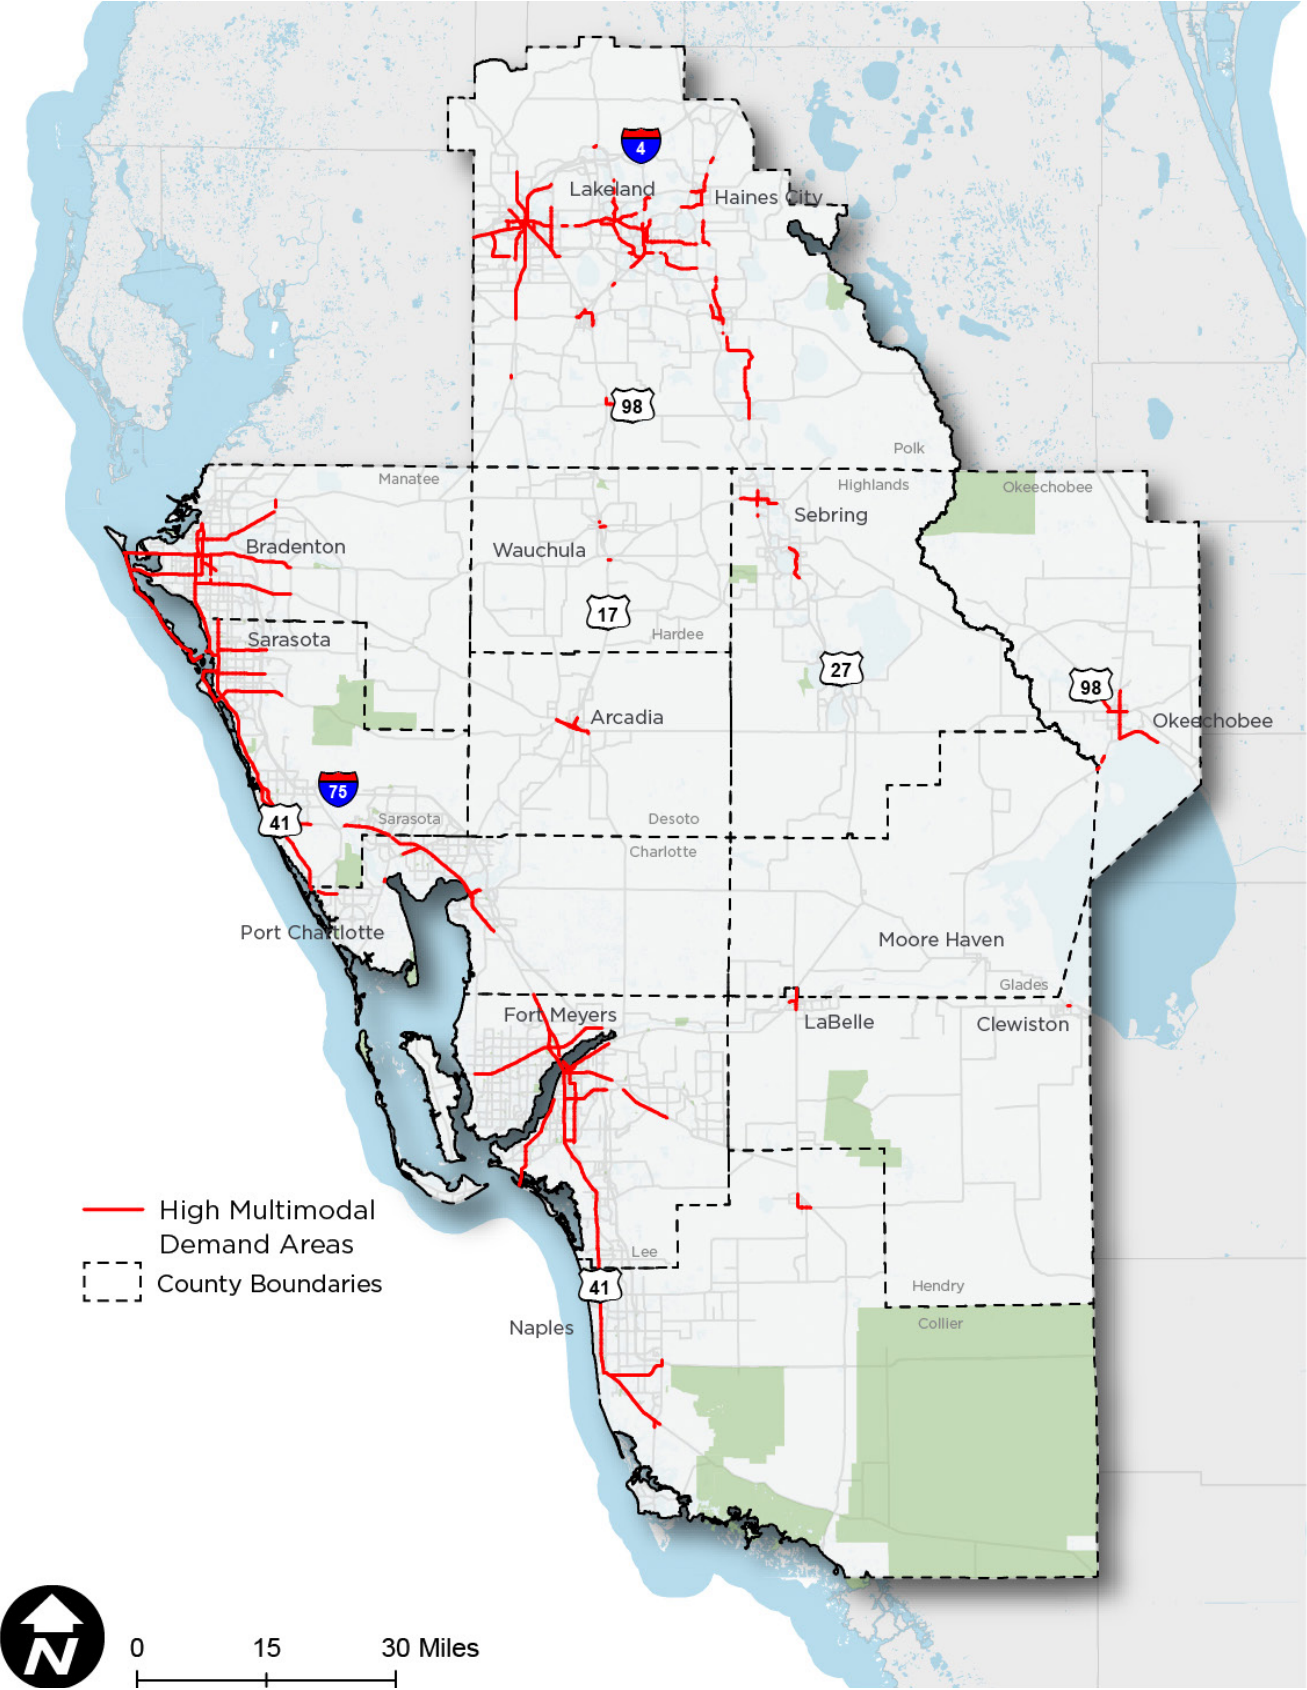 4
Lakeland
Haines City
98
Polk
Manatee
Highlands
Okeechobee
Sebring
Bradenton
Wauchula
17
Hardee
Sarasota
27
98
Arcadia
Okeechobee
75
41
Sarasota
Desoto
Charlotte
Port Chartlotte
Moore Haven
Glades
Fort Meyers
LaBelle
Clewiston
High Multimodal
Demand Areas
County Boundaries
Lee
41
Hendry
Collier
Naples
N
0 15 30 Miles